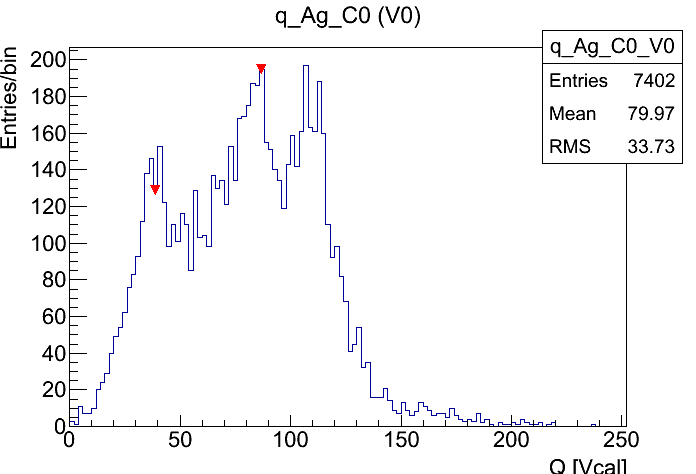 q_Ag_C0 (V0)
q_Ag_C0_V0
Entries 7402
Mean 79.97
RMS 33.73
Entries/bin
200
180
160
140
120
100
80
60
40
20
0
0 50 100 150 200 250
Q [Vcal]